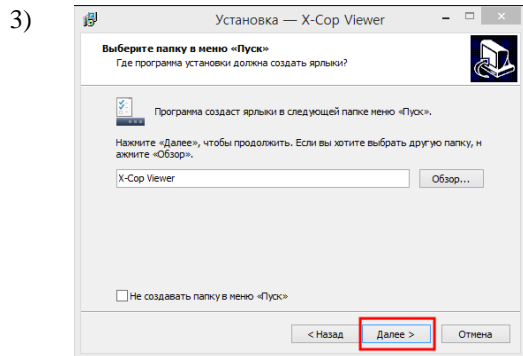 3)
Установка — X-Cop Viewer
Выберите папку в меню «Пуск»
Где программа установки должна создать ярлыки?
Программа создаст ярлыки в следующей папке меню «Пуск».
Нажмите «Далее», чтобы продолжить. Если вы хотите выбрать другую папку, н
ажмите «Обзор».
X-Cop Viewer
Обзор...
Не создавать папку в меню «Пуск»
< Назад
Далее >
Отмена